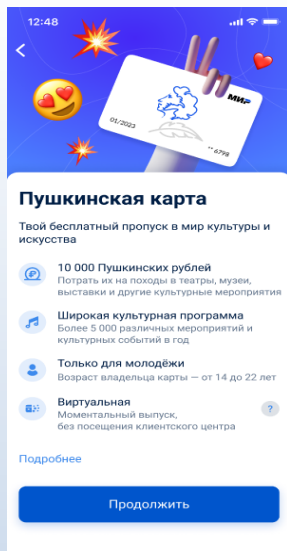 12:48
МИР
01/2023
•• 6798
Пушкинская карта
Твой бесплатный пропуск в мир культуры и
искусства
10 000 Пушкинских рублей
Потрать их на походы в театры, музеи,
выставки и другие культурные мероприятия
Широкая культурная программа
Более 5 000 различных мероприятий и
культурных событий в год
Только для молодёжи
Возраст владельца карты — от 14 до 22 лет
Виртуальная
?
Моментальный выпуск,
без посещения клиентского центра
Подробнее
Продолжить